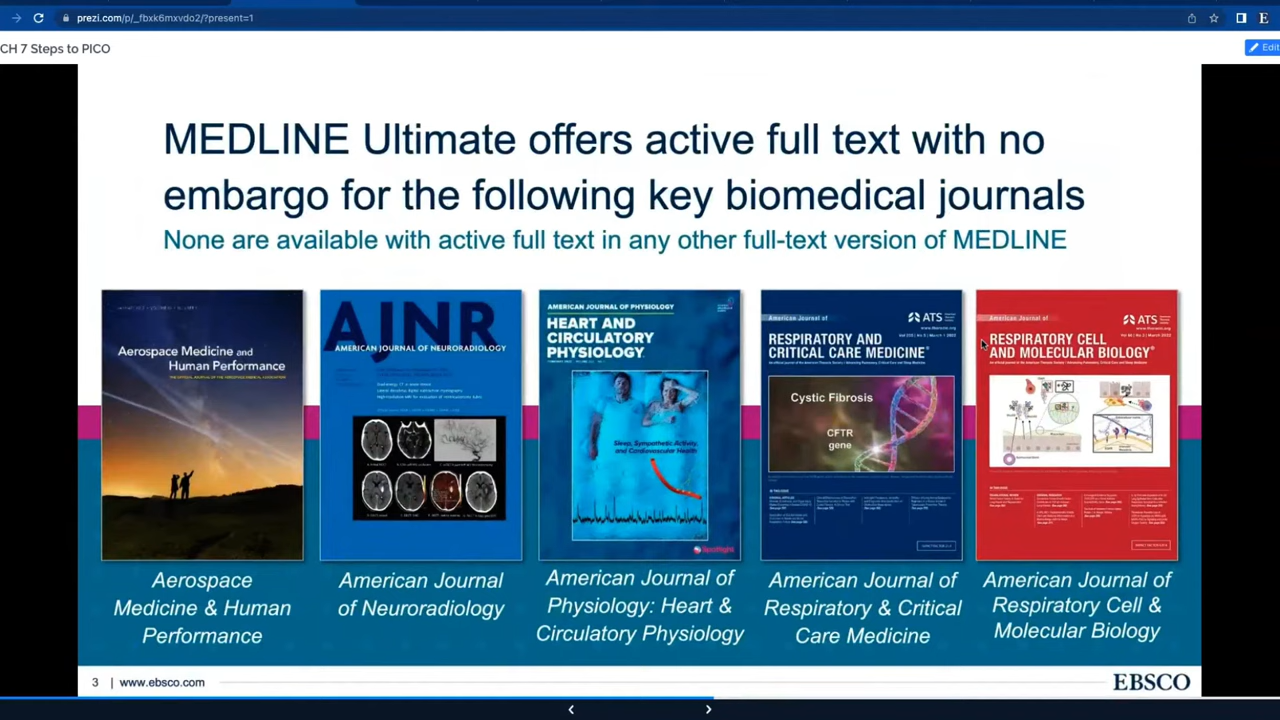 prezi.com/p/_fbxk6mxvdo2/?present=1
E
CH 7 Steps to PICO
Edit
MEDLINE Ultimate offers active full text with no
embargo for the following key biomedical journals
None are available with active full text in any other full-text version of MEDLINE
Aerospace Medicine and
Human Performance
AJNR
AMERICAN JOURNAL OF NEURORADIOLOGY
AMERICAN JOURNAL OF PHYSIOLOGY
HEART AND
CIRCULATORY
PHYSIOLOGY
Sleep, Sympathetic Activity,
and Cardiovascular Health
Spotlight
American Journal of
ATS
RESPIRATORY AND
CRITICAL CARE MEDICINE®
Cystic Fibrosis
CFTR
gene
American Journal of
ATS
RESPIRATORY CELL
AND MOLECULAR BIOLOGY®
Aerospace
Medicine & Human
Performance
American Journal
of Neuroradiology
American Journal of
Physiology: Heart &
Circulatory Physiology
American Journal of
Respiratory & Critical
Care Medicine
American Journal of
Respiratory Cell &
Molecular Biology
3 | www.ebsco.com
EBSCO